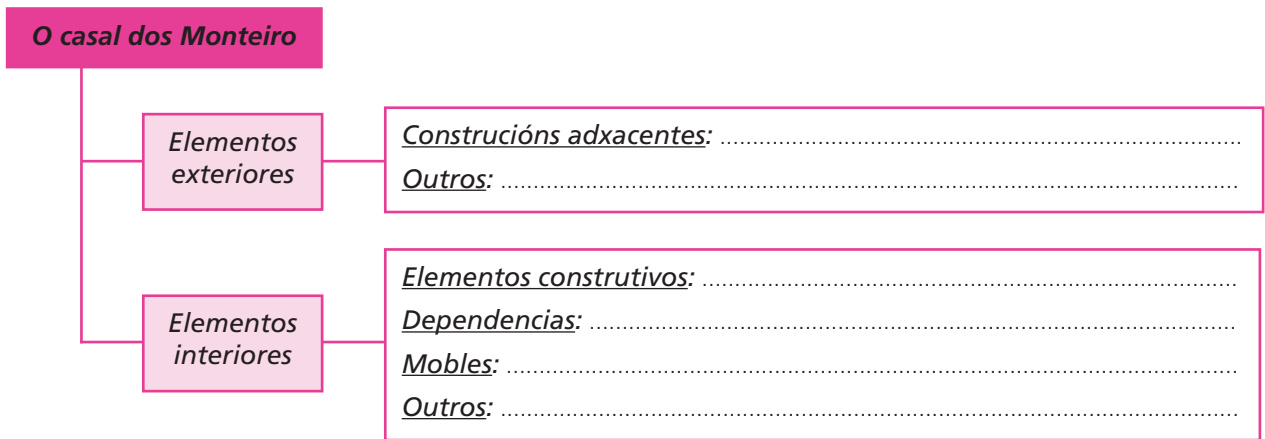 O casal dos Monteiro
Elementos
exteriores
Construcións adxacentes: ..........................................................................................
Outros: ................................................................................................................................
Elementos
interiores
Elementos construtivos: .............................................................................................
Dependencias: .................................................................................................................
Mobles: ...............................................................................................................................
Outros: ................................................................................................................................